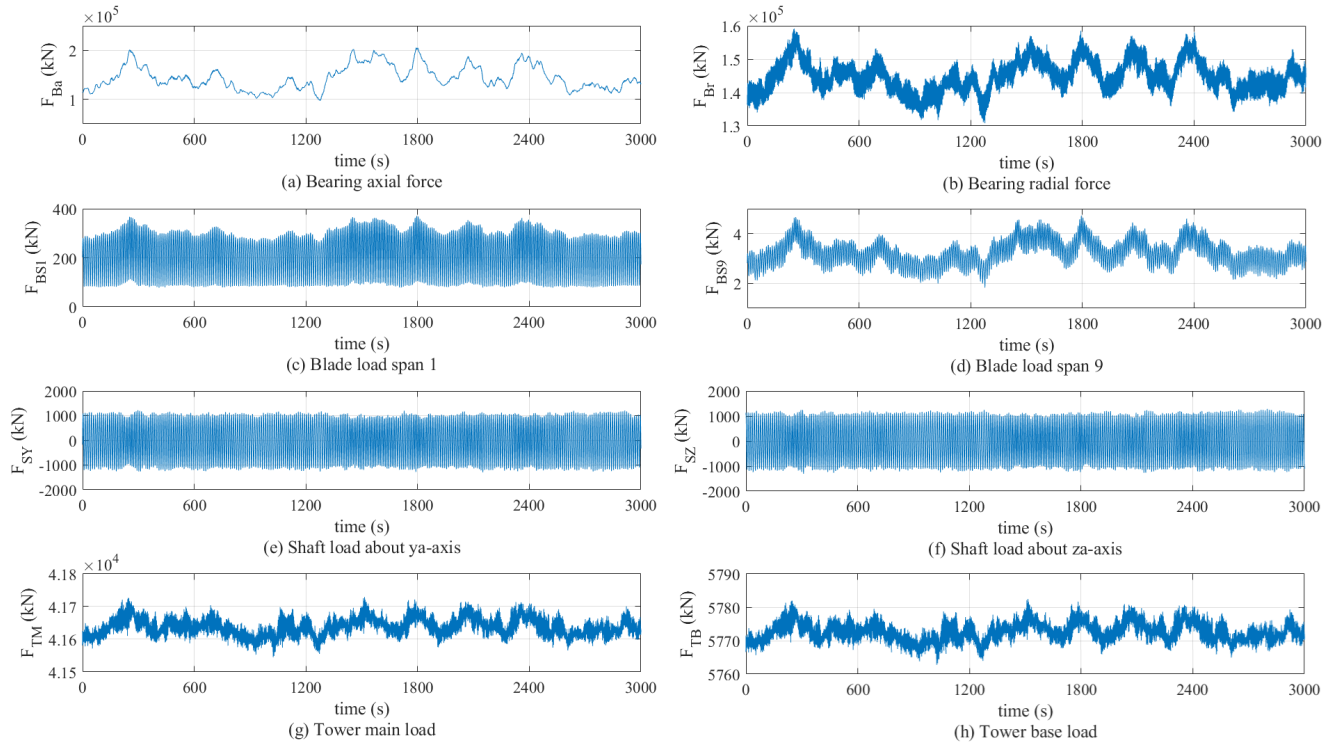 × 10⁵
F_Ba (kN)
2
1
0 600 1200 1800 2400 3000
time (s)
(a) Bearing axial force
× 10⁵
F_Br (kN)
1.6
1.5
1.4
1.3
0 600 1200 1800 2400 3000
time (s)
(b) Bearing radial force
F_BS1 (kN)
400
200
0
0 600 1200 1800 2400 3000
time (s)
(c) Blade load span 1
F_BS9 (kN)
4
2
0 600 1200 1800 2400 3000
time (s)
(d) Blade load span 9
F_SY (kN)
2000
1000
0
-1000
-2000
0 600 1200 1800 2400 3000
time (s)
(e) Shaft load about ya-axis
F_SZ (kN)
2000
1000
0
-1000
-2000
0 600 1200 1800 2400 3000
time (s)
(f) Shaft load about za-axis
× 10⁴
F_TM (kN)
4.18
4.17
4.16
4.15
0 600 1200 1800 2400 3000
time (s)
(g) Tower main load
F_TB (kN)
5790
5780
5770
5760
0 600 1200 1800 2400 3000
time (s)
(h) Tower base load